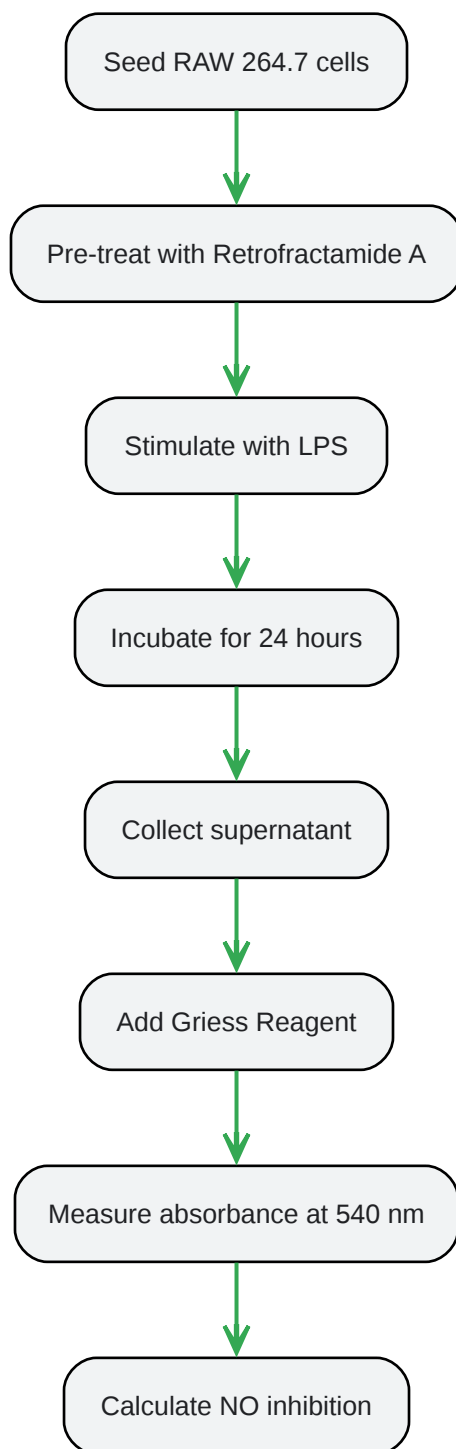 Seed RAW 264.7 cells
Pre-treat with Retrofractamide A
Stimulate with LPS
Incubate for 24 hours
Collect supernatant
Add Griess Reagent
Measure absorbance at 540 nm
Calculate NO inhibition